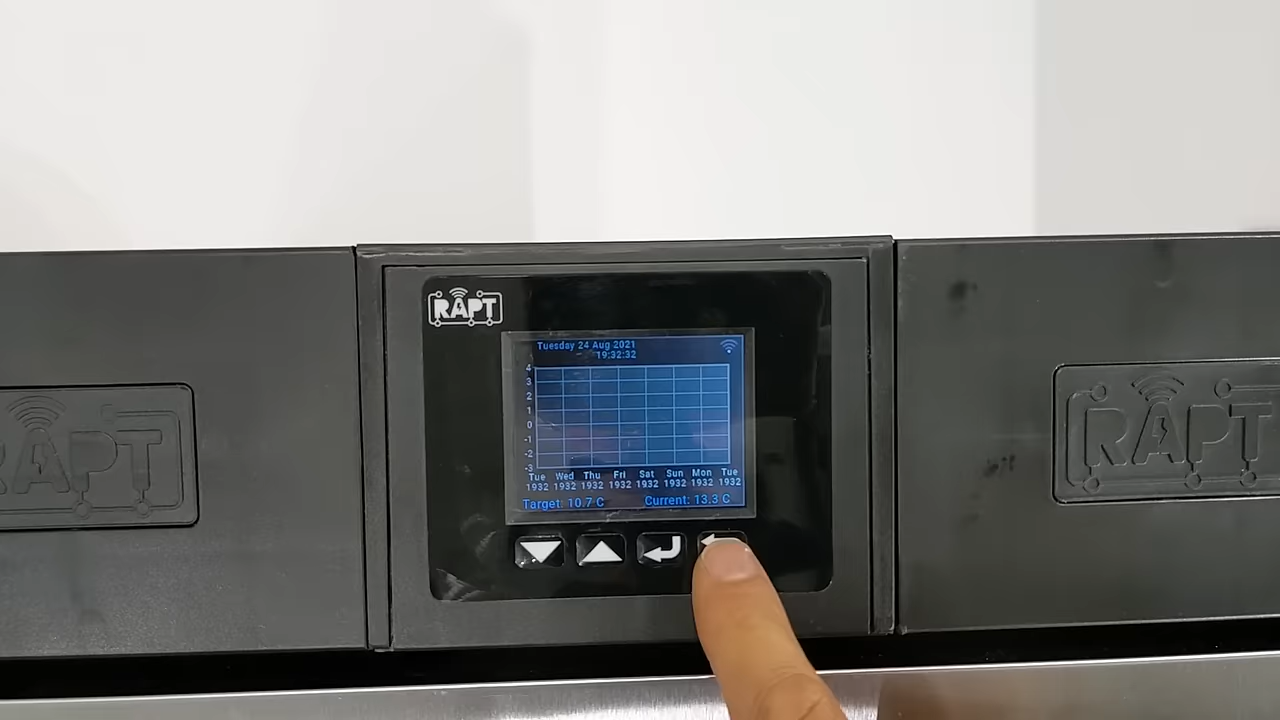 RAPT
Tuesday 24 Aug 2021
19:32:32
4
3
2
1
0
-1
-2
-3
Tue Wed Thu Fri Sat Sun Mon Tue
1932 1932 1932 1932 1932 1932 1932 1932
Target: 10.7 C Current: 13.3 C
RAPT
RAPT